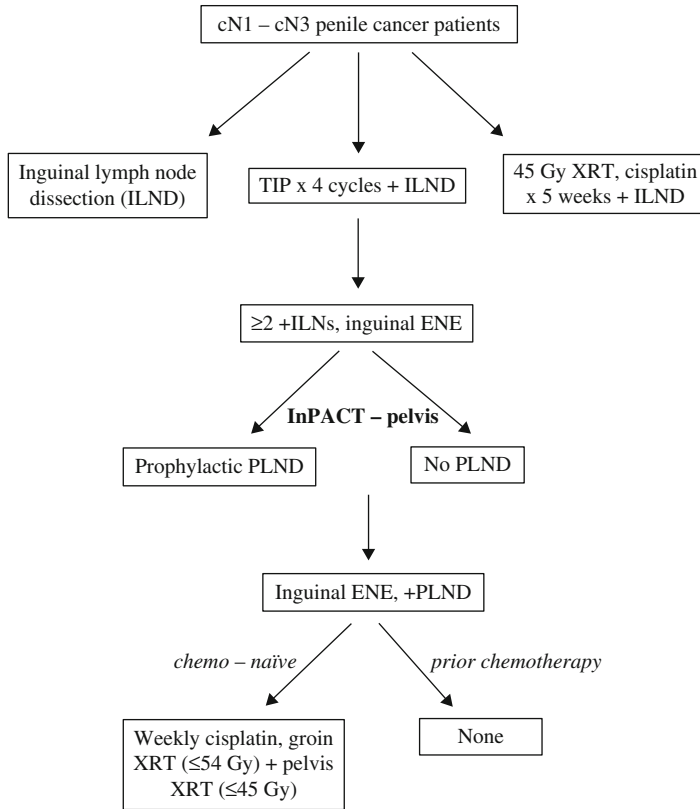 cN1 – cN3 penile cancer patients
Inguinal lymph node
dissection (ILND)
TIP x 4 cycles + ILND
45 Gy XRT, cisplatin
x 5 weeks + ILND
≥2 +ILNs, inguinal ENE
InPACT – pelvis
Prophylactic PLND
No PLND
Inguinal ENE, +PLND
chemo – naïve
prior chemotherapy
Weekly cisplatin, groin
XRT (≤54 Gy) + pelvis
XRT (≤45 Gy)
None